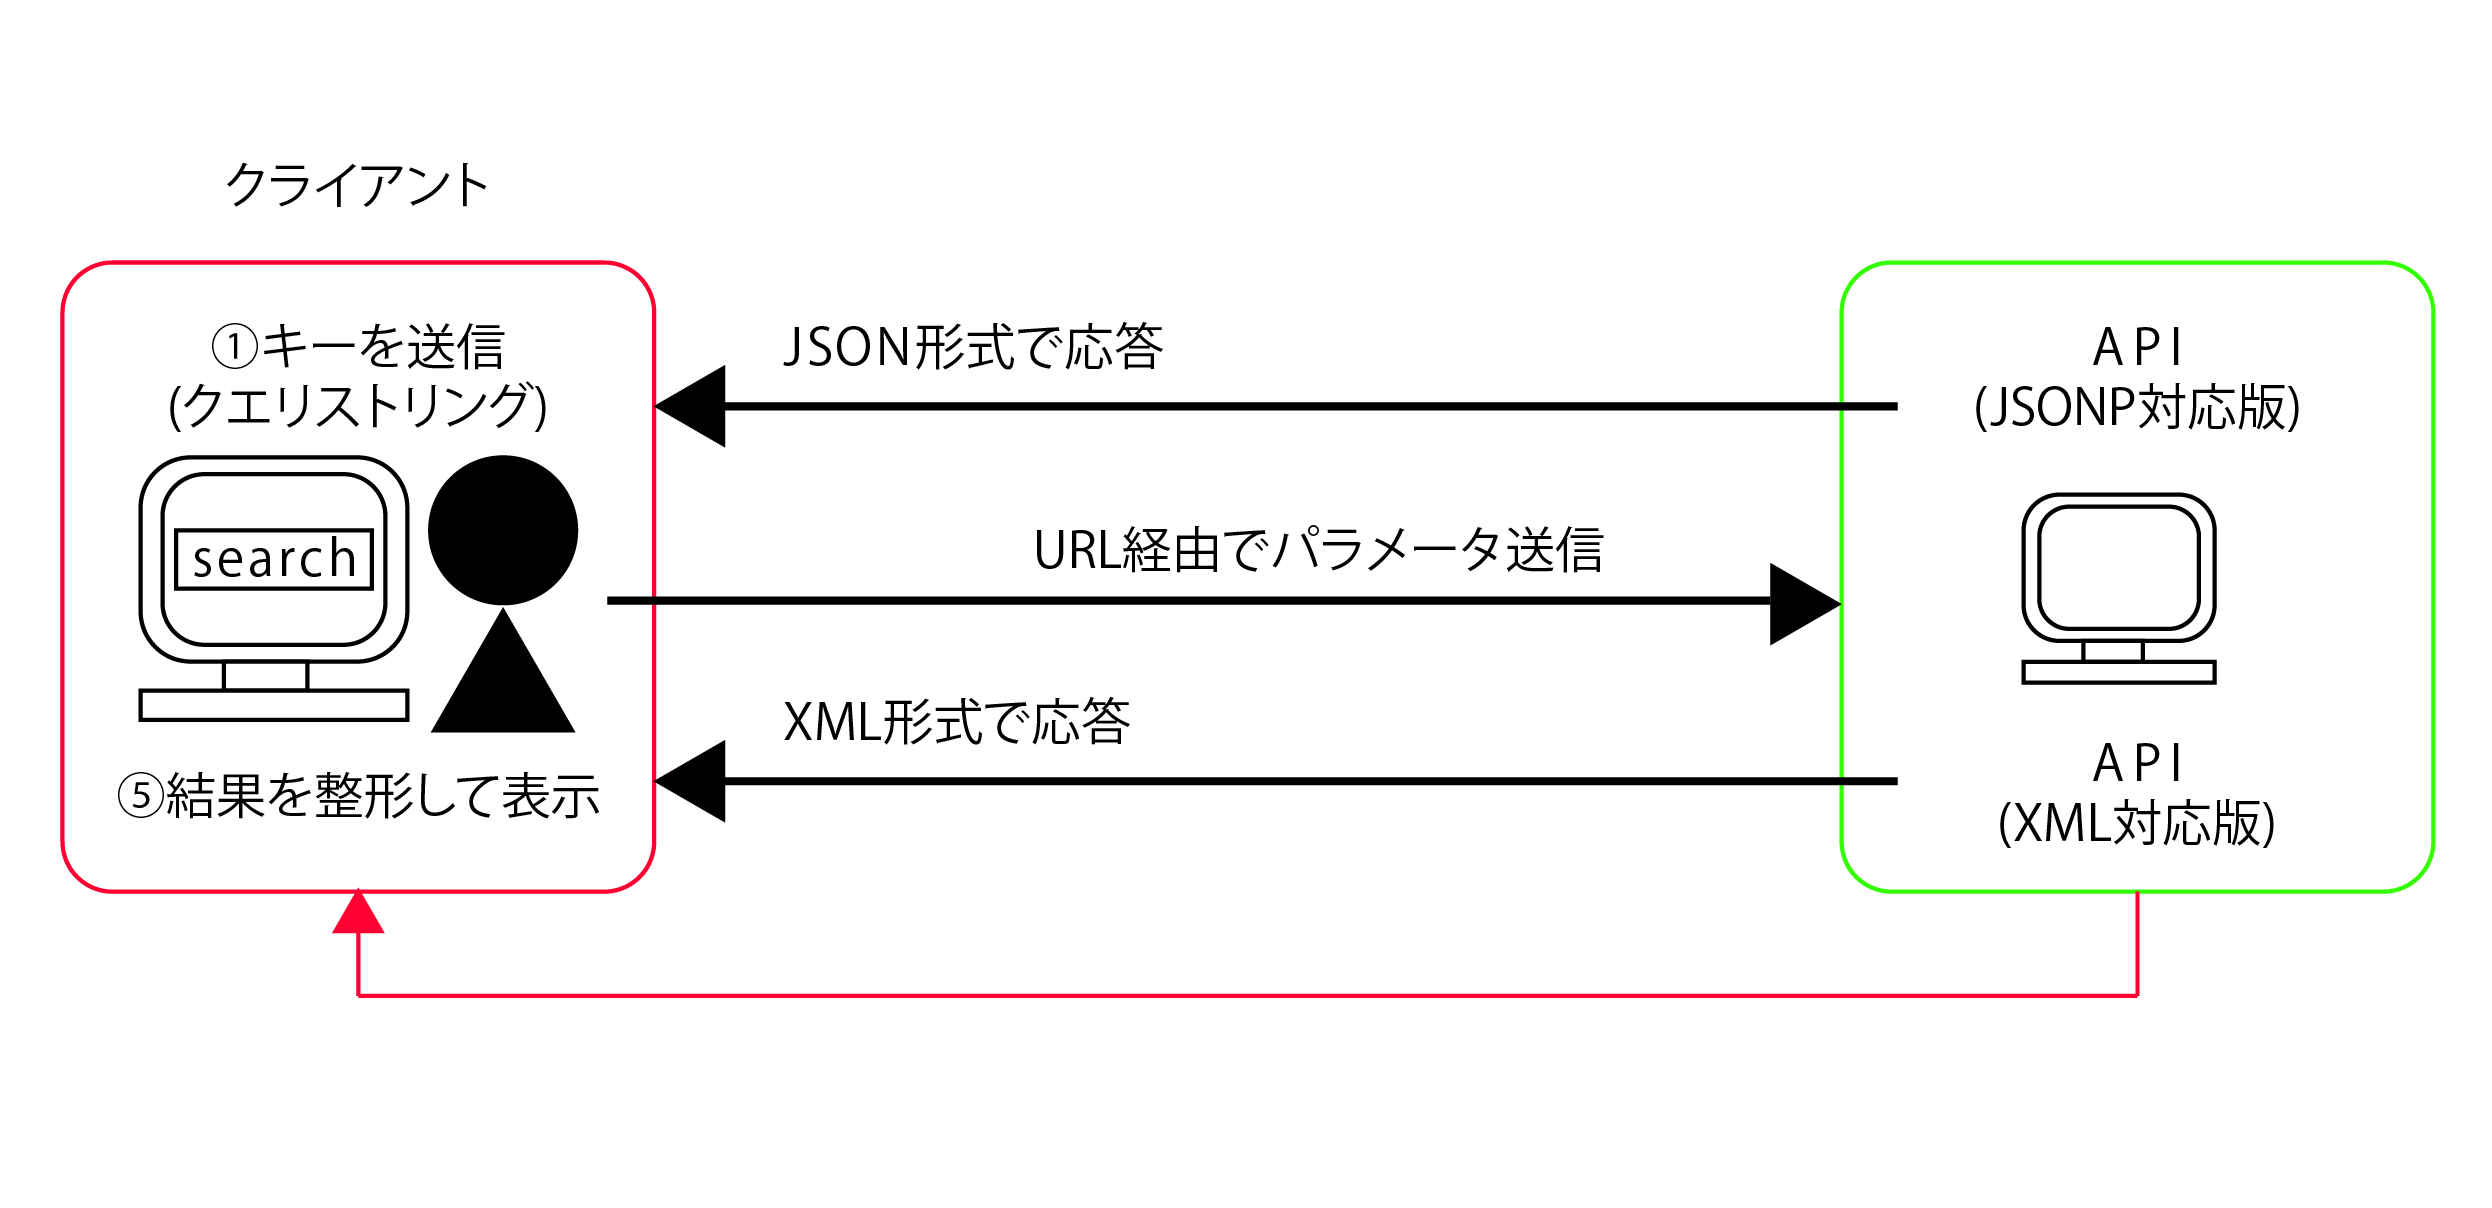 クライアント
①キーを送信
(クエリストリング)
search
⑤結果を整形して表示
JSON形式で応答
URL経由でパラメータ送信
XML形式で応答
API
(JSONP対応版)
API
(XML対応版)